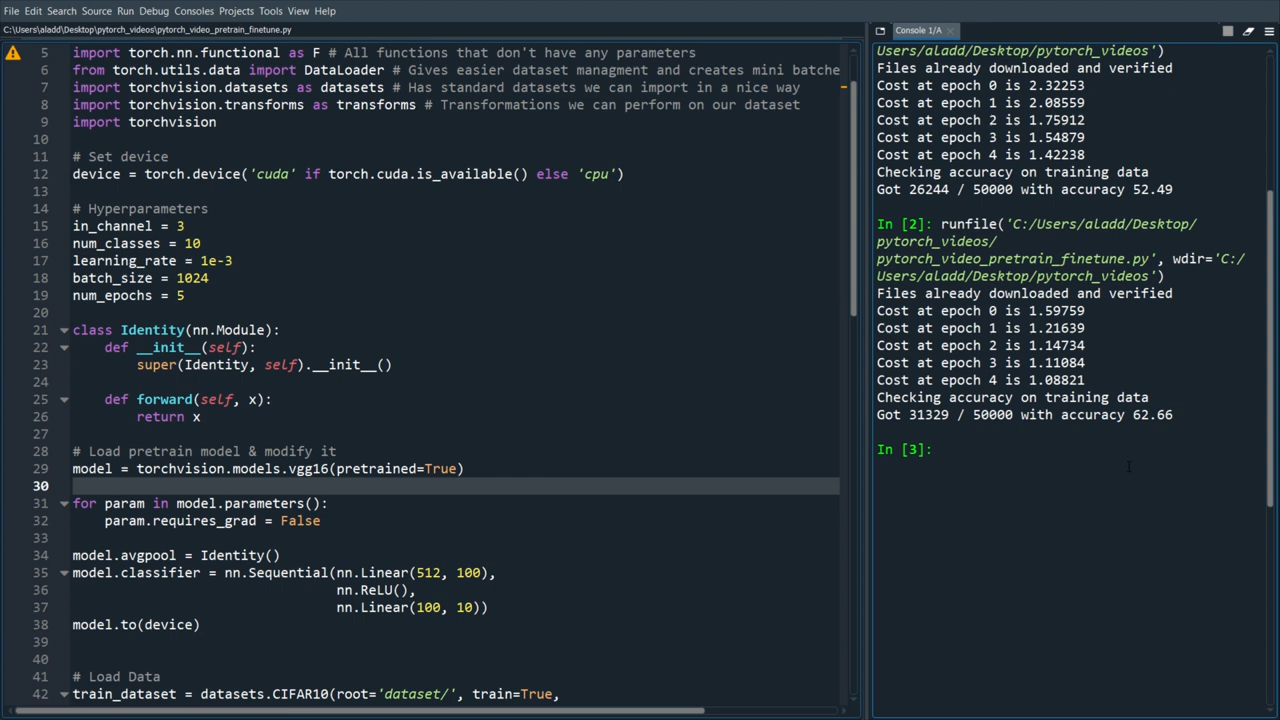 File Edit Search Source Run Debug Consoles Projects Tools View Help
C:\Users\aladd\Desktop\pytorch_videos\pytorch_video_pretrain_finetune.py
5 import torch.nn.functional as F # All functions that don't have any parameters
6 from torch.utils.data import DataLoader # Gives easier dataset managment and creates mini batche
7 import torchvision.datasets as datasets # Has standard datasets we can import in a nice way
8 import torchvision.transforms as transforms # Transformations we can perform on our dataset
9 import torchvision
10
11 # Set device
12 device = torch.device('cuda' if torch.cuda.is_available() else 'cpu')
13
14 # Hyperparameters
15 in_channel = 3
16 num_classes = 10
17 learning_rate = 1e-3
18 batch_size = 1024
19 num_epochs = 5
20
21 class Identity(nn.Module):
22 def __init__(self):
23 super(Identity, self).__init__()
24
25 def forward(self, x):
26 return x
27
28 # Load pretrain model & modify it
29 model = torchvision.models.vgg16(pretrained=True)
30
31 for param in model.parameters():
32 param.requires_grad = False
33
34 model.avgpool = Identity()
35 model.classifier = nn.Sequential(nn.Linear(512, 100),
36 nn.ReLU(),
37 nn.Linear(100, 10))
38 model.to(device)
39
40
41 # Load Data
42 train_dataset = datasets.CIFAR10(root='dataset/', train=True,
Console 1/A
Users/aladd/Desktop/pytorch_videos')
Files already downloaded and verified
Cost at epoch 0 is 2.32253
Cost at epoch 1 is 2.08559
Cost at epoch 2 is 1.75912
Cost at epoch 3 is 1.54879
Cost at epoch 4 is 1.42238
Checking accuracy on training data
Got 26244 / 50000 with accuracy 52.49
In [2]: runfile('C:/Users/aladd/Desktop/
pytorch_videos/
pytorch_video_pretrain_finetune.py', wdir='C:/
Users/aladd/Desktop/pytorch_videos')
Files already downloaded and verified
Cost at epoch 0 is 1.59759
Cost at epoch 1 is 1.21639
Cost at epoch 2 is 1.14734
Cost at epoch 3 is 1.11084
Cost at epoch 4 is 1.08821
Checking accuracy on training data
Got 31329 / 50000 with accuracy 62.66
In [3]: